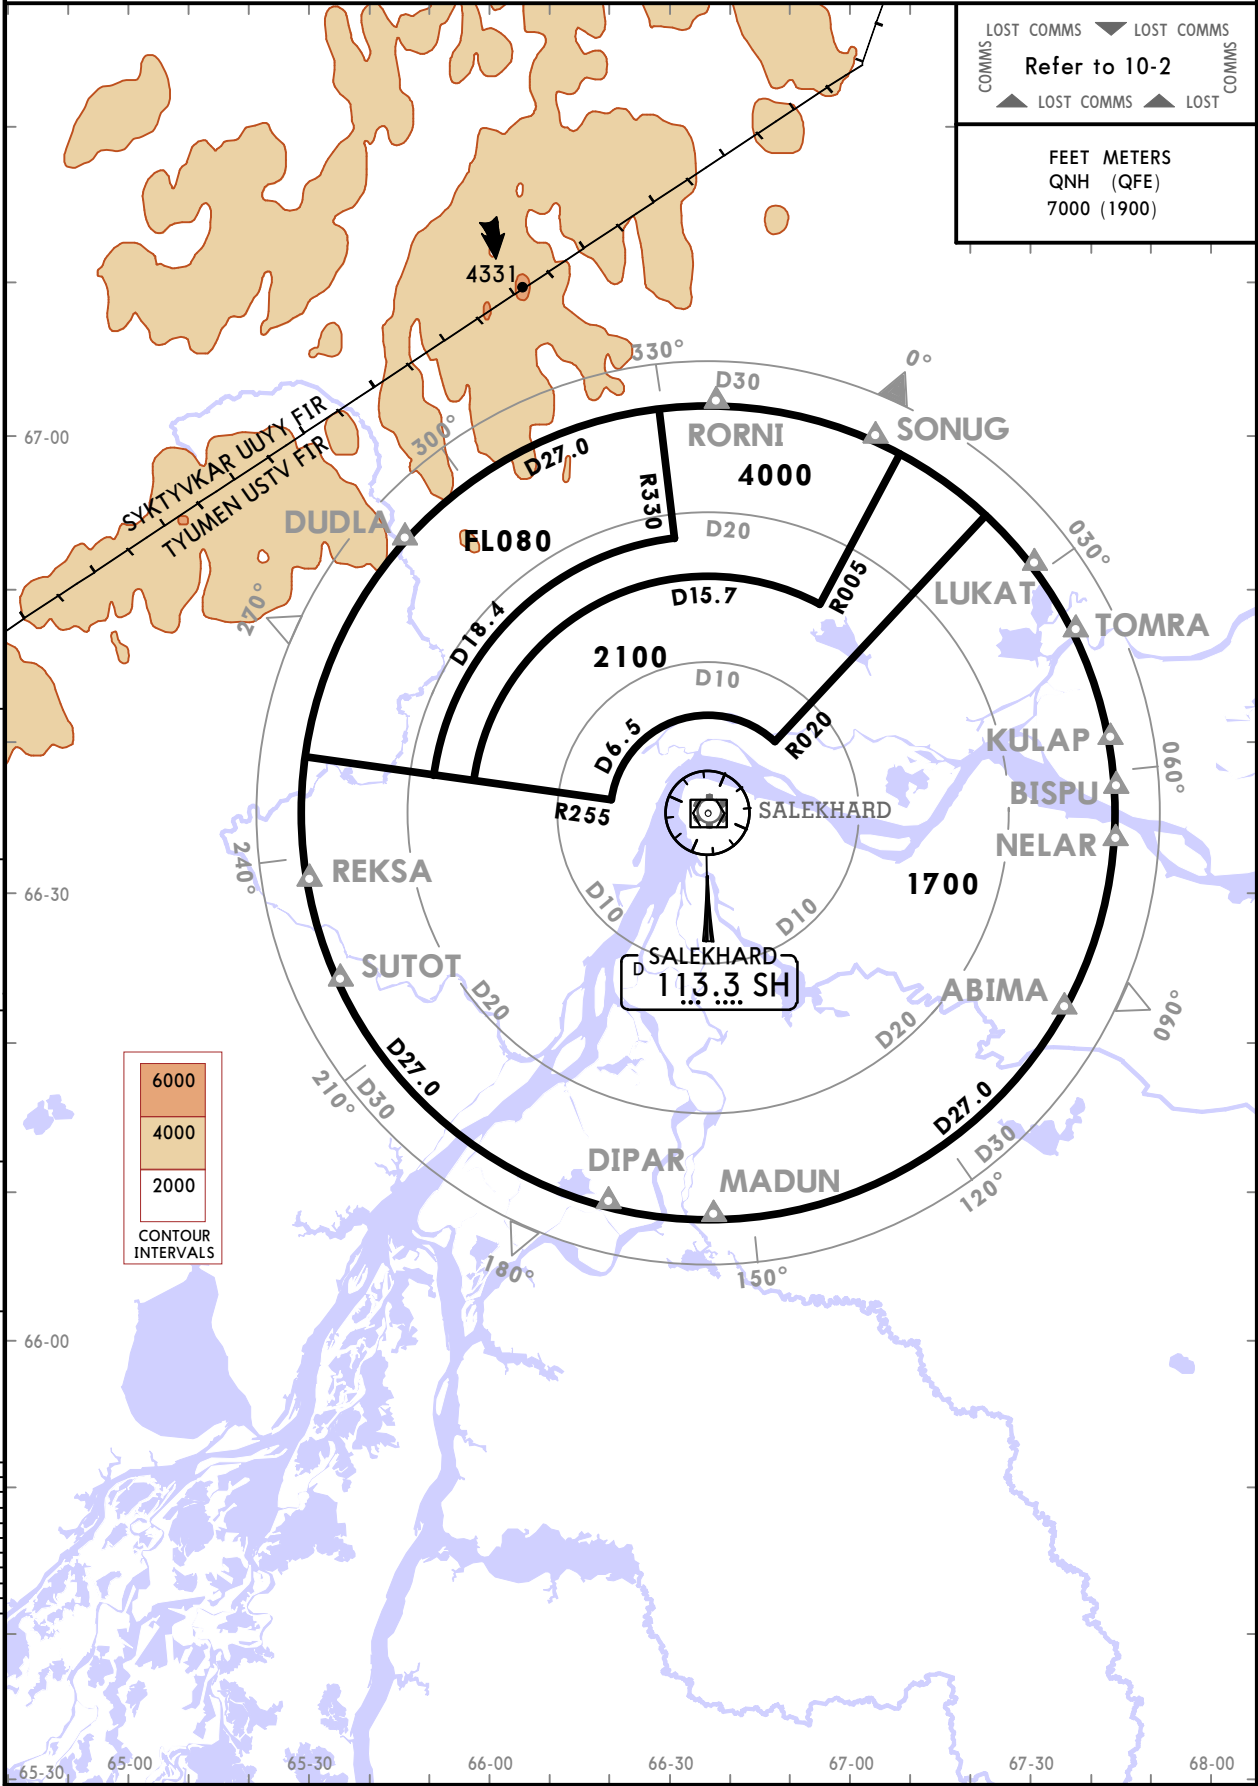 LOST COMMS LOST COMMS
COMMS
Refer to 10-2
COMMS
LOST COMMS LOST
FEET METERS
QNH (QFE)
7000 (1900)
4331
330°
0°
D30
SONUG
RORNI
67-00
300°
D27.0
4000
SYKTYVKAR UUYY FIR
TYUMEN USTV FIR
R330
DUDLA
FL080
D20
030°
LUKAT
R005
D15.7
270°
TOMRA
D18.4
2100
D10
R020
KULAP
060°
D6.5
BISPU
R255
SALEKHARD
NELAR
240°
REKSA
1700
66-30
D10
D10
SUTOT
SALEKHARD
D 113.3 SH
ABIMA
D20
D20
090°
D27.0
6000
210°
D30
D27.0
4000
D30
2000
DIPAR
MADUN
120°
CONTOUR
INTERVALS
180°
150°
66-00
65-30 65-00 65-30 66-00 66-30 67-00 67-30 68-00